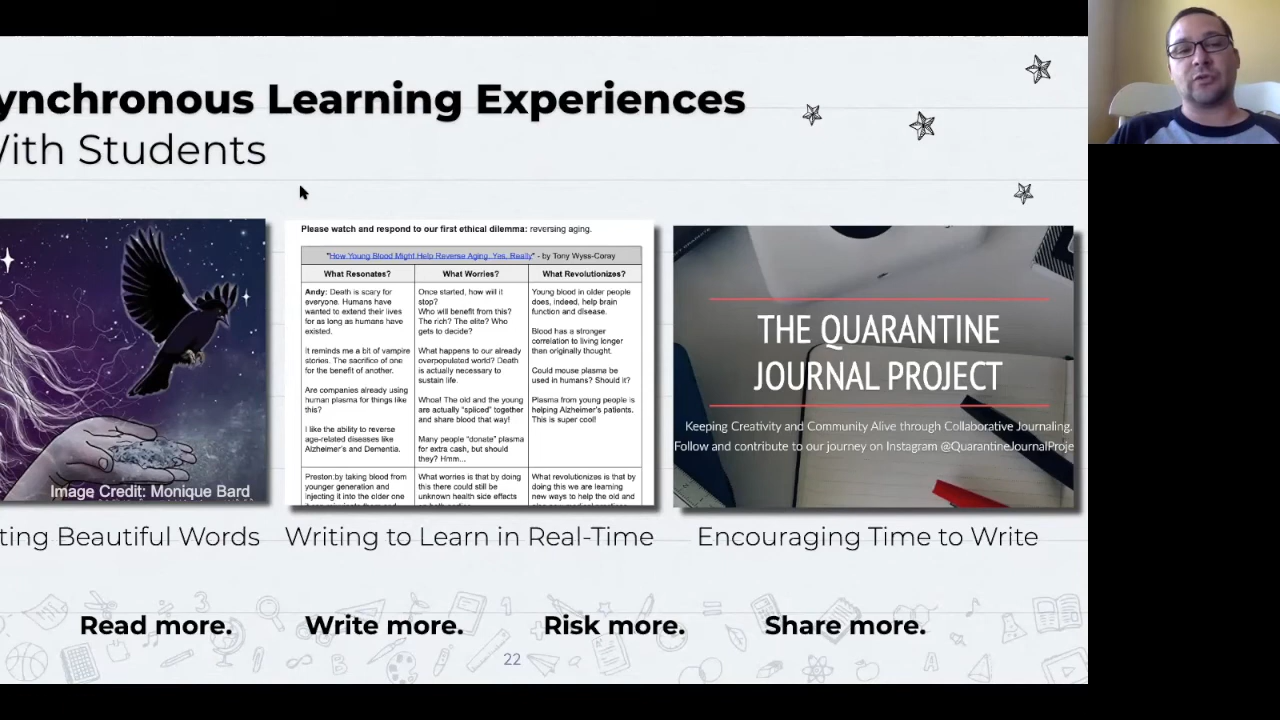 ynchronous Learning Experiences
With Students
Image Credit: Monique Bard
Please watch and respond to our first ethical dilemma: reversing aging.
"How Young Blood Might Help Reverse Aging. Yes, Really" - by Tony Wyss-Coray
What Resonates?
Andy: Death is scary for
everyone. Humans have
wanted to extend their lives
for as long as humans have
existed.
It reminds me a bit of vampire
stories. The sacrifice of one
for the benefit of another.
Are companies already using
human plasma for things like
this?
I like the ability to reverse
age-related diseases like
Alzheimer's and Dementia.
Preston:by taking blood from
younger generation and
injecting it into the older one
What Worries?
Once started, how will it
stop?
Who will benefit from this?
The rich? The elite? Who
gets to decide?
What happens to our already
overpopulated world? Death
is actually necessary to
sustain life.
Whoa! The old and the young
are actually "spliced" together
and share blood that way!
Many people "donate" plasma
for extra cash, but should
they? Hmm...
What worries is that by doing
this there could still be
unknown health side effects
What Revolutionizes?
Young blood in older people
does, indeed, help brain
function and disease.
Blood has a stronger
correlation to living longer
than originally thought.
Could mouse plasma be
used in humans? Should it?
Plasma from young people is
helping Alzheimer's patients.
This is super cool!
What revolutionizes is that by
doing this we are learning
new ways to help the old and
THE QUARANTINE
JOURNAL PROJECT
Keeping Creativity and Community Alive through Collaborative Journaling.
Follow and contribute to our journey on Instagram @QuarantineJournalProje
ting Beautiful Words
Writing to Learn in Real-Time
Encouraging Time to Write
Read more.
Write more.
Risk more.
Share more.
22